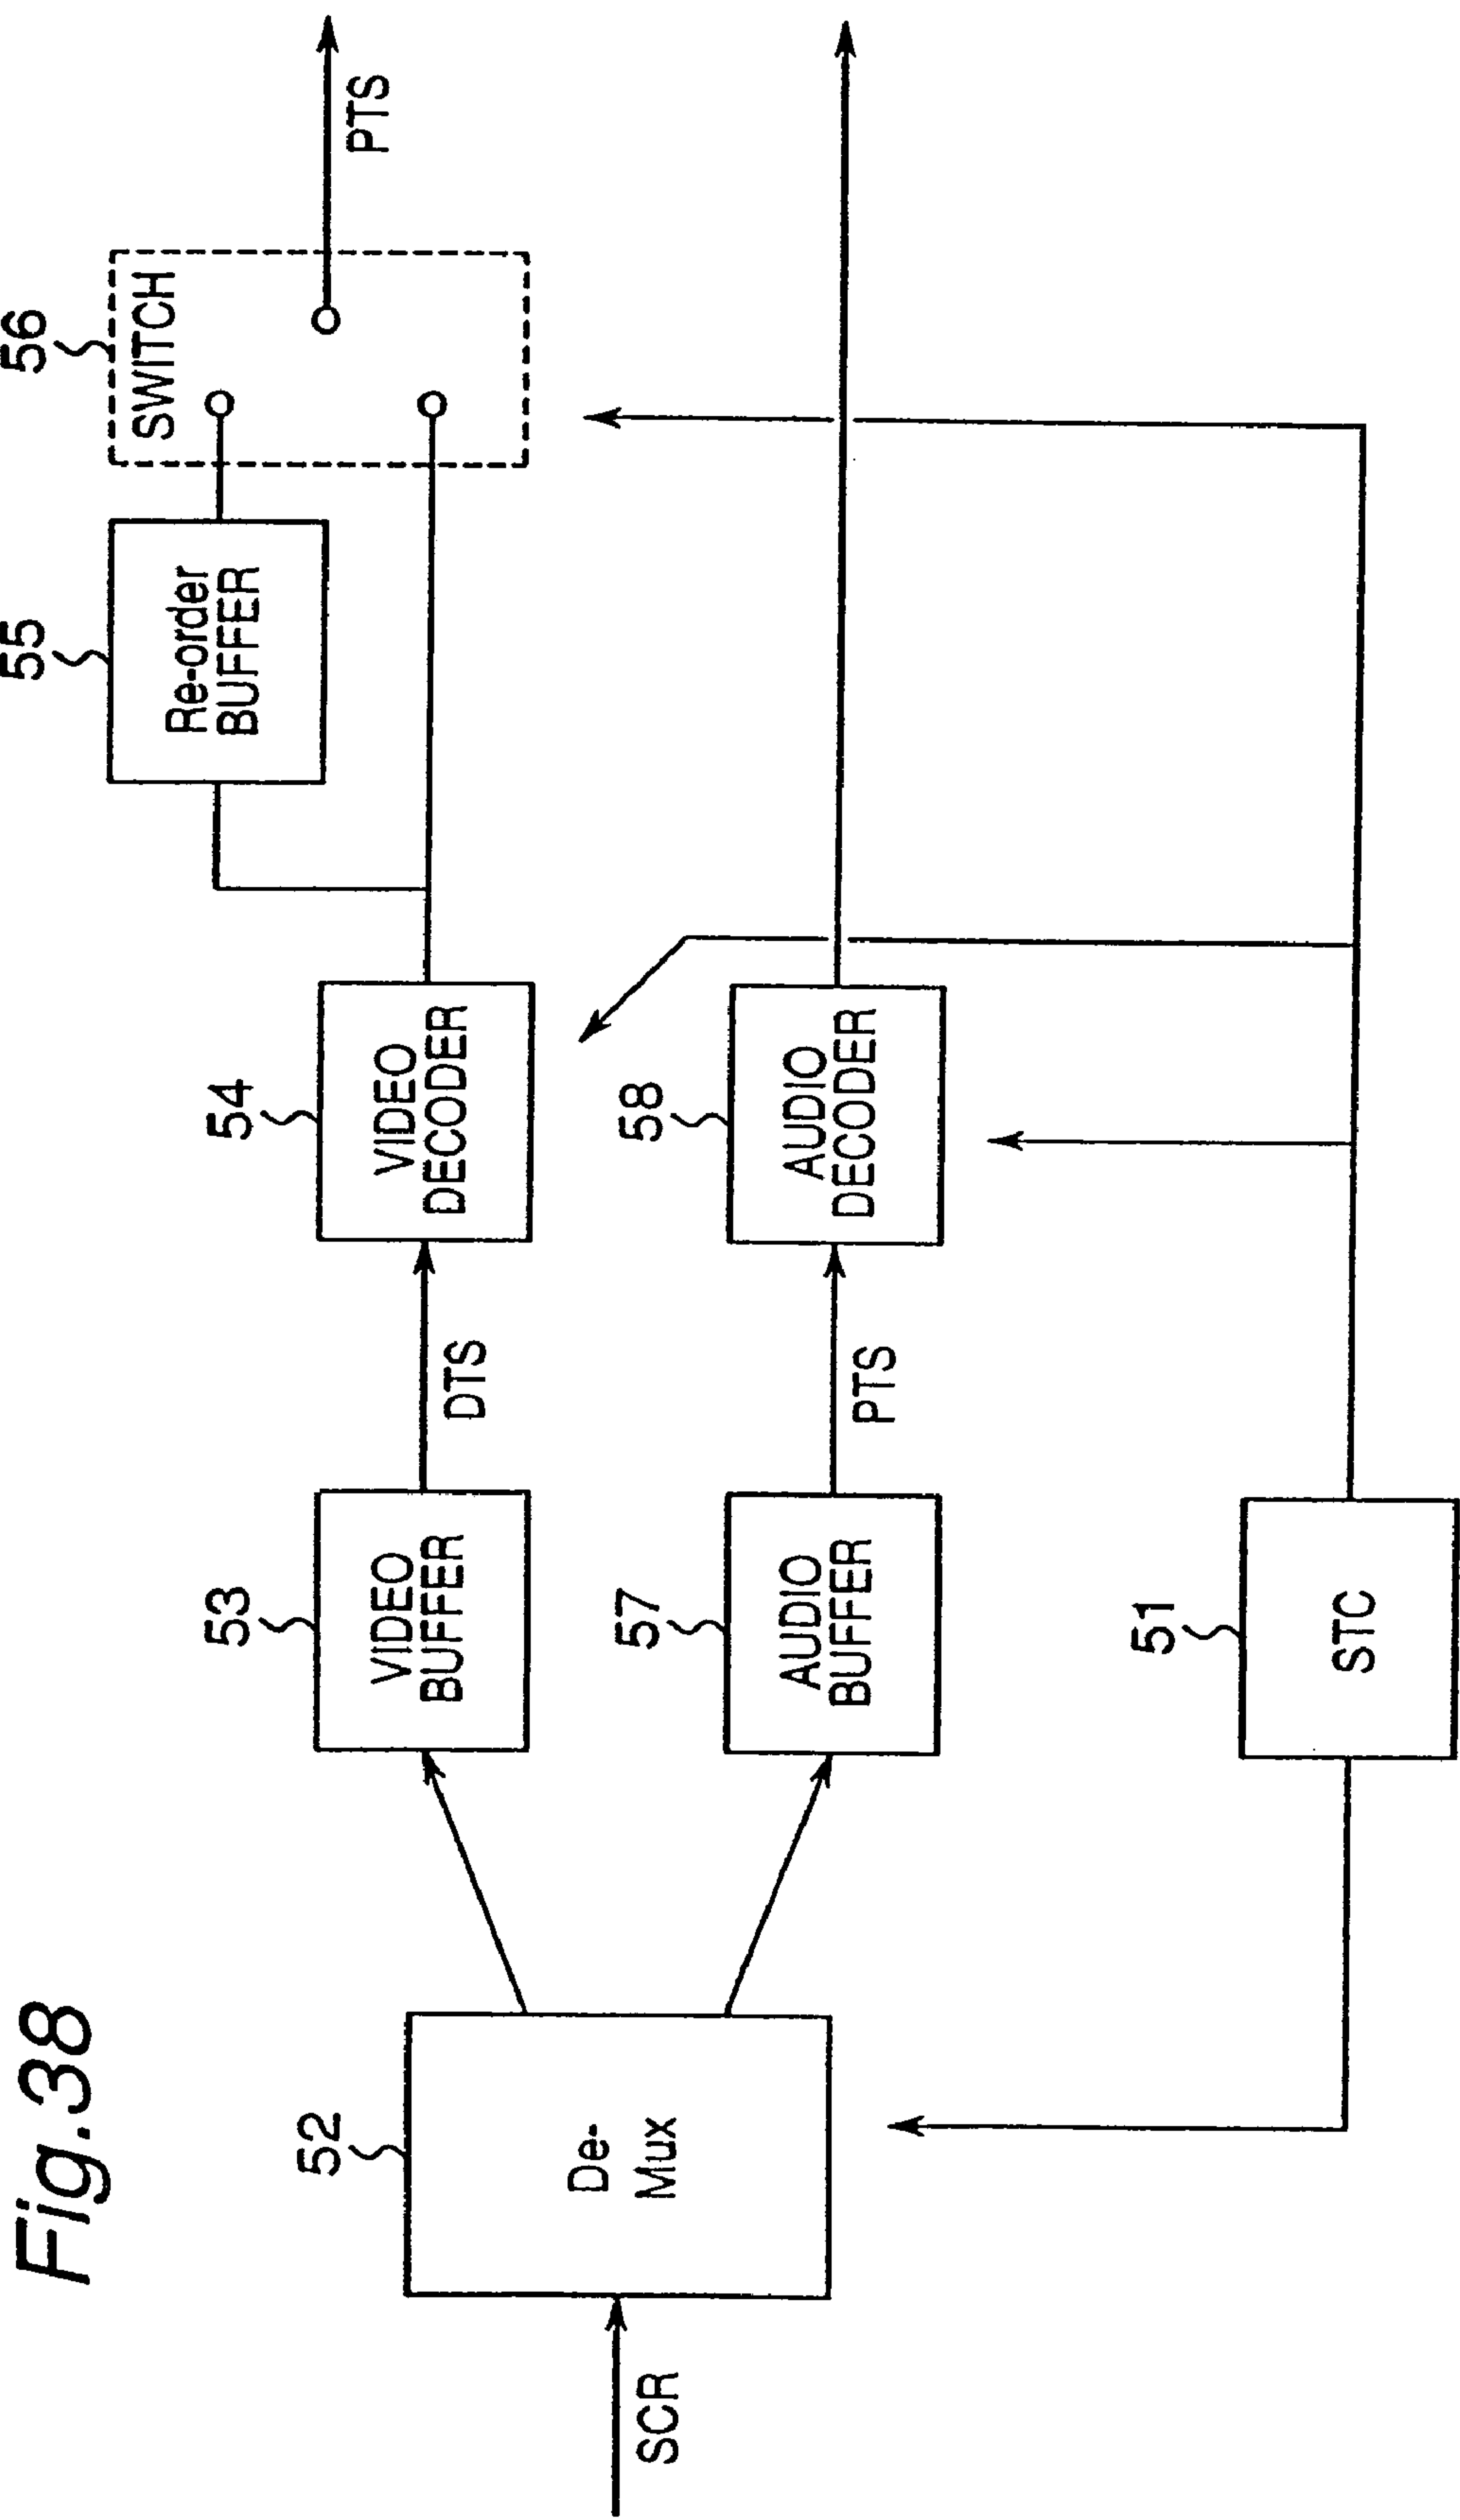 Fig.38
SCR
52
De-
Mux
53
VIDEO
BUFFER
DTS
54
VIDEO
DECODER
55
Re-order
BUFFER
56
SWITCH
PTS
57
AUDIO
BUFFER
PTS
58
AUDIO
DECODER
51
STC